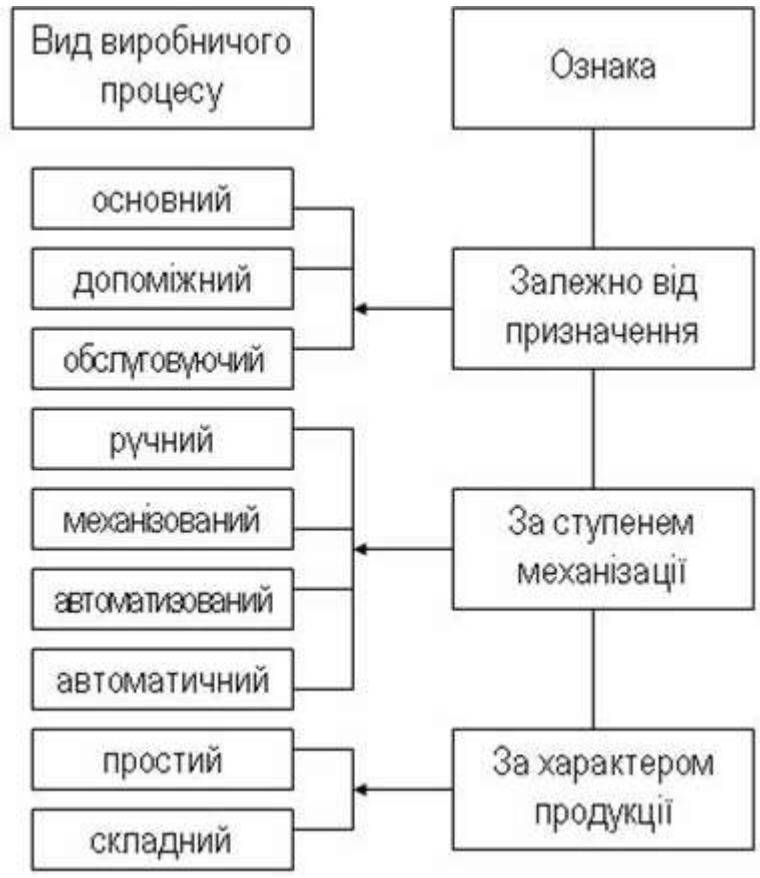 Вид виробничого
процесу
Ознака
основний
допоміжний
обслуговуючий
Залежно від
призначення
ручний
механізований
автоматизований
автоматичний
За ступенем
механізації
простий
складний
За характером
продукції